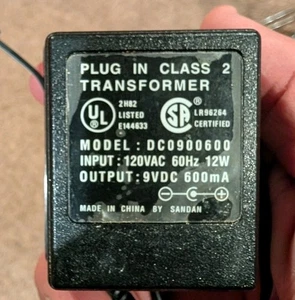 PLUG IN CLASS 2
TRANSFORMER
UL
2H82
LISTED
E144633
SA
LR96264
CERTIFIED
MODEL: DC0900600
INPUT: 120VAC 60Hz 12W
OUTPUT: 9VDC 600mA
MADE IN CHINA BY SANDAN